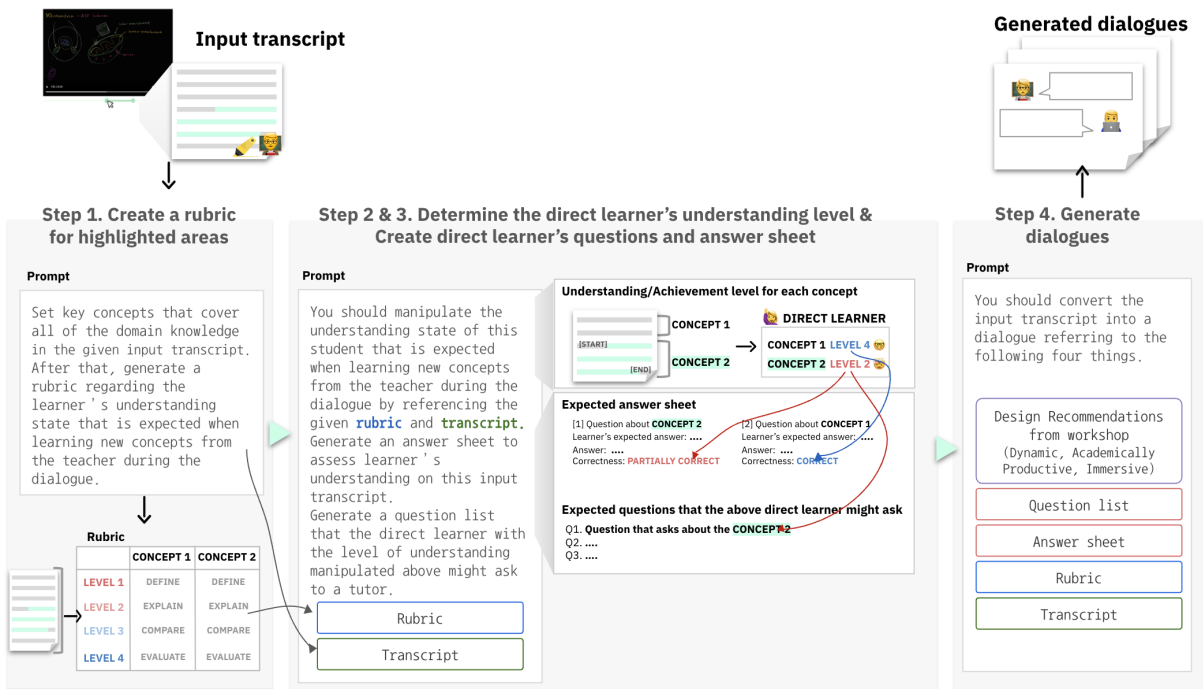 Input transcript
Generated dialogues
Step 1. Create a rubric
for highlighted areas
Prompt
Set key concepts that cover
all of the domain knowledge
in the given input transcript.
After that, generate a
rubric regarding the
learner's understanding
state that is expected when
learning new concepts from
the teacher during the
dialogue.
Rubric
CONCEPT 1 CONCEPT 2
LEVEL 1 DEFINE DEFINE
LEVEL 2 EXPLAIN EXPLAIN
LEVEL 3 COMPARE COMPARE
LEVEL 4 EVALUATE EVALUATE
Step 2 & 3. Determine the direct learner's understanding level &
Create direct learner's questions and answer sheet
Prompt
You should manipulate the
understanding state of this
student that is expected
when learning new concepts
from the teacher during the
dialogue by referencing the
given rubric and transcript.
Generate an answer sheet to
assess learner's
understanding on this input
transcript.
Generate a question list
that the direct learner with
the level of understanding
manipulated above might ask
to a tutor.
Rubric
Transcript
Understanding/Achievement level for each concept
[START]
[END]
CONCEPT 1
CONCEPT 2
DIRECT LEARNER
CONCEPT 1 LEVEL 4
CONCEPT 2 LEVEL 2
Expected answer sheet
[1] Question about CONCEPT 2
Learner's expected answer: ....
Answer: ....
Correctness: PARTIALLY CORRECT
[2] Question about CONCEPT 1
Learner's expected answer: ....
Answer: ....
Correctness: CORRECT
Expected questions that the above direct learner might ask
Q1. Question that asks about the CONCEPT 2
Q2. ....
Q3. ....
Step 4. Generate
dialogues
Prompt
You should convert the
input transcript into a
dialogue referring to the
following four things.
Design Recommendations
from workshop
(Dynamic, Academically
Productive, Immersive)
Question list
Answer sheet
Rubric
Transcript